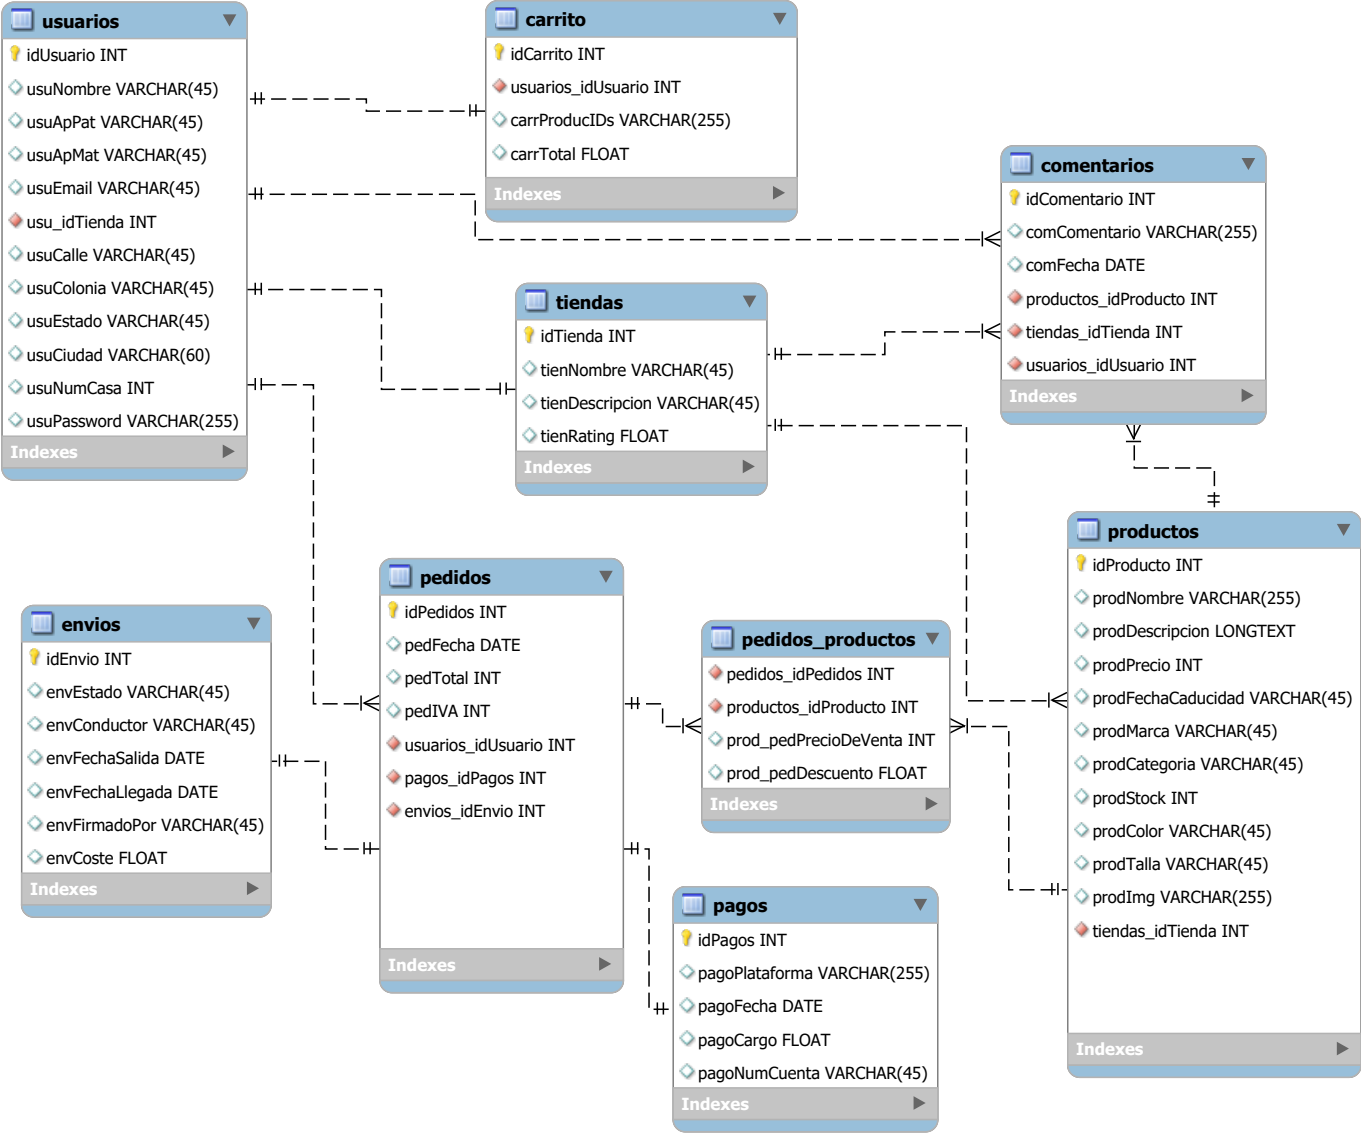 usuarios
idUsuario INT
usuNombre VARCHAR(45)
usuApPat VARCHAR(45)
usuApMat VARCHAR(45)
usuEmail VARCHAR(45)
usu_idTienda INT
usuCalle VARCHAR(45)
usuColonia VARCHAR(45)
usuEstado VARCHAR(45)
usuCiudad VARCHAR(60)
usuNumCasa INT
usuPassword VARCHAR(255)
Indexes
carrito
idCarrito INT
usuarios_idUsuario INT
carrProducIDs VARCHAR(255)
carrTotal FLOAT
Indexes
comentarios
idComentario INT
comComentario VARCHAR(255)
comFecha DATE
productos_idProducto INT
tiendas_idTienda INT
usuarios_idUsuario INT
Indexes
tiendas
idTienda INT
tienNombre VARCHAR(45)
tienDescripcion VARCHAR(45)
tienRating FLOAT
Indexes
productos
idProducto INT
prodNombre VARCHAR(255)
prodDescripcion LONGTEXT
prodPrecio INT
prodFechaCaducidad VARCHAR(45)
prodMarca VARCHAR(45)
prodCategoria VARCHAR(45)
prodStock INT
prodColor VARCHAR(45)
prodTalla VARCHAR(45)
prodImg VARCHAR(255)
tiendas_idTienda INT
Indexes
pedidos
idPedidos INT
pedFecha DATE
pedTotal INT
pedIVA INT
usuarios_idUsuario INT
pagos_idPagos INT
envios_idEnvio INT
Indexes
envios
idEnvio INT
envEstado VARCHAR(45)
envConductor VARCHAR(45)
envFechaSalida DATE
envFechaLlegada DATE
envFirmadoPor VARCHAR(45)
envCoste FLOAT
Indexes
pedidos_productos
pedidos_idPedidos INT
productos_idProducto INT
prod_pedPrecioDeVenta INT
prod_pedDescuento FLOAT
Indexes
pagos
idPagos INT
pagoPlataforma VARCHAR(255)
pagoFecha DATE
pagoCargo FLOAT
pagoNumCuenta VARCHAR(45)
Indexes